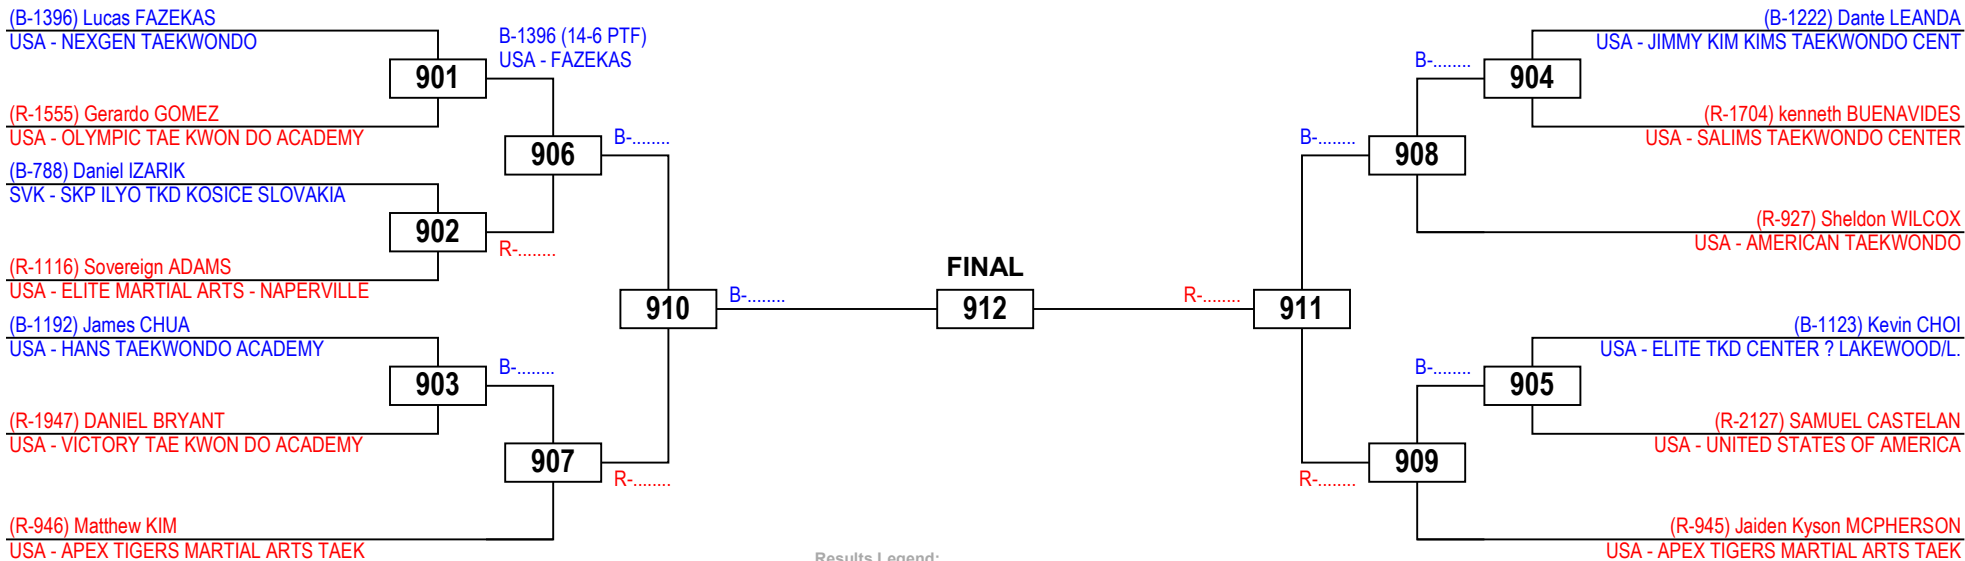 (B-1396) Lucas FAZEKAS
USA - NEXGEN TAEKWONDO
B-1396 (14-6 PTF)
USA - FAZEKAS
901
(R-1555) Gerardo GOMEZ
USA - OLYMPIC TAE KWON DO ACADEMY
906
B-........
(B-788) Daniel IZARIK
SVK - SKP ILYO TKD KOSICE SLOVAKIA
902
R-........
(R-1116) Sovereign ADAMS
USA - ELITE MARTIAL ARTS - NAPERVILLE
910
B-........
(B-1192) James CHUA
USA - HANS TAEKWONDO ACADEMY
903
B-........
(R-1947) DANIEL BRYANT
USA - VICTORY TAE KWON DO ACADEMY
907
R-........
(R-946) Matthew KIM
USA - APEX TIGERS MARTIAL ARTS TAEK
FINAL
912
Results Legend:
(B-1222) Dante LEANDA
USA - JIMMY KIM KIMS TAEKWONDO CENT
B-........
904
(R-1704) kenneth BUENAVIDES
USA - SALIMS TAEKWONDO CENTER
B-........
908
(R-927) Sheldon WILCOX
USA - AMERICAN TAEKWONDO
R-........
911
(B-1123) Kevin CHOI
USA - ELITE TKD CENTER ? LAKEWOOD/L.
B-........
905
(R-2127) SAMUEL CASTELAN
USA - UNITED STATES OF AMERICA
R-........
909
(R-945) Jaiden Kyson MCPHERSON
USA - APEX TIGERS MARTIAL ARTS TAEK